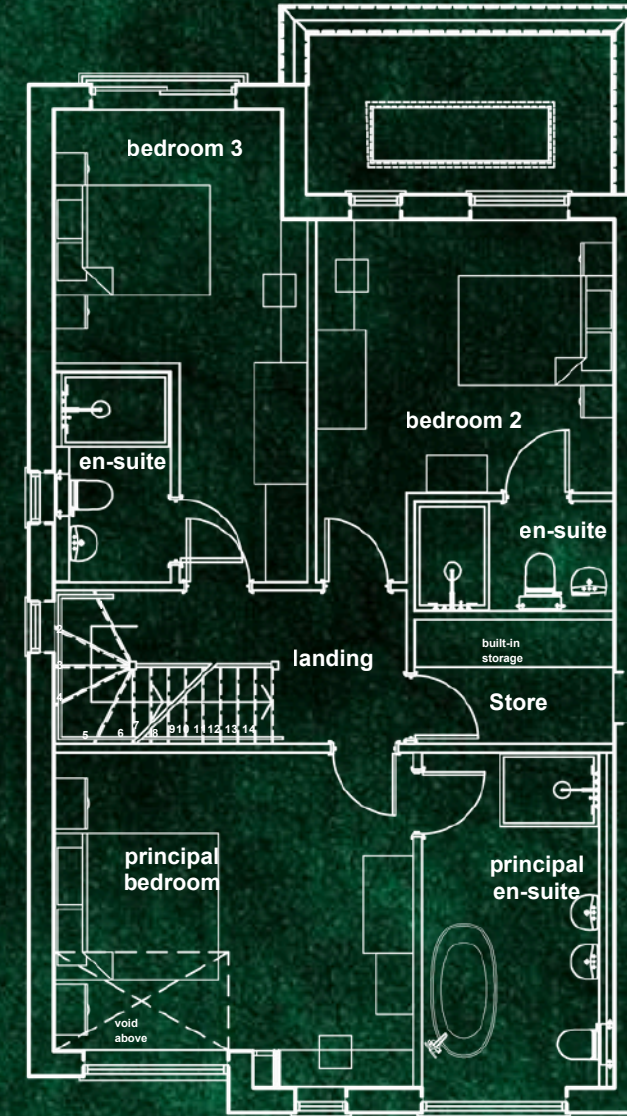 bedroom 3
bedroom 2
en-suite
en-suite
built-in
storage
landing
Store
2
3
4
5
6
7
8
9 10 11 12 13 14
principal
bedroom
principal
en-suite
void
above